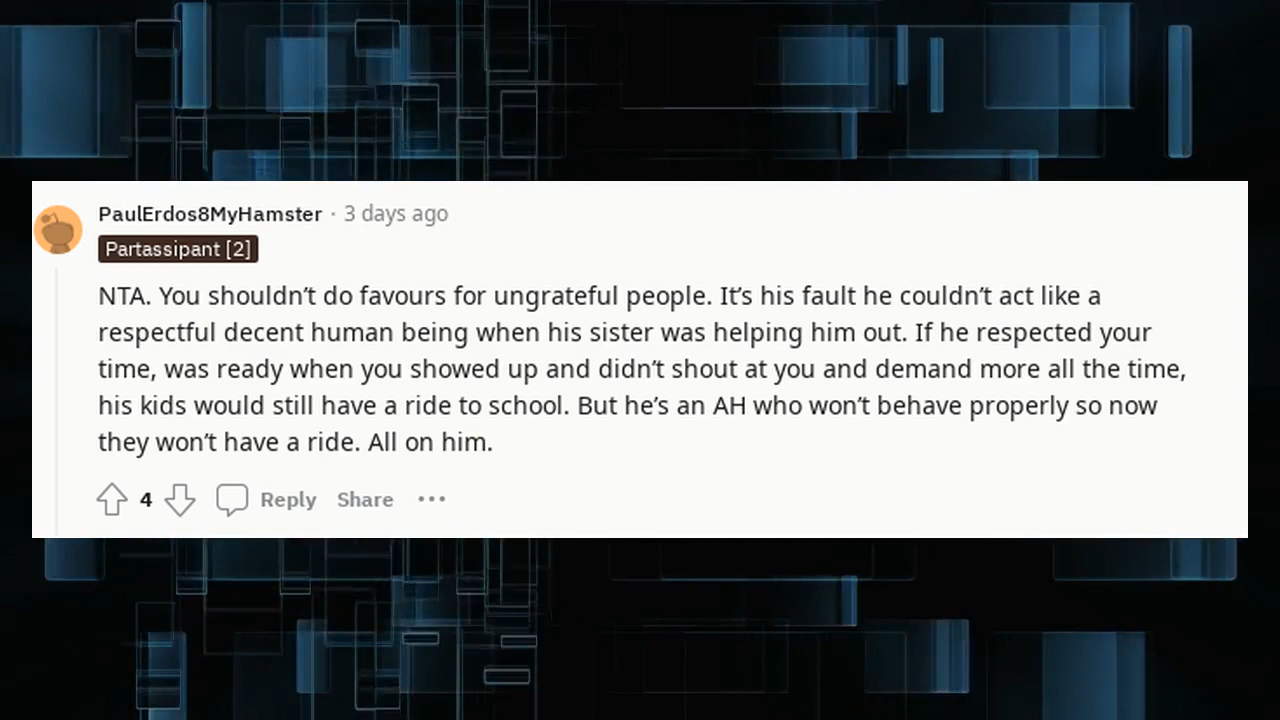 PaulErdos8MyHamster · 3 days ago
Partassipant [2]
NTA. You shouldn’t do favours for ungrateful people. It’s his fault he couldn’t act like a
respectful decent human being when his sister was helping him out. If he respected your
time, was ready when you showed up and didn’t shout at you and demand more all the time,
his kids would still have a ride to school. But he’s an AH who won’t behave properly so now
they won’t have a ride. All on him.
4 Reply Share ···